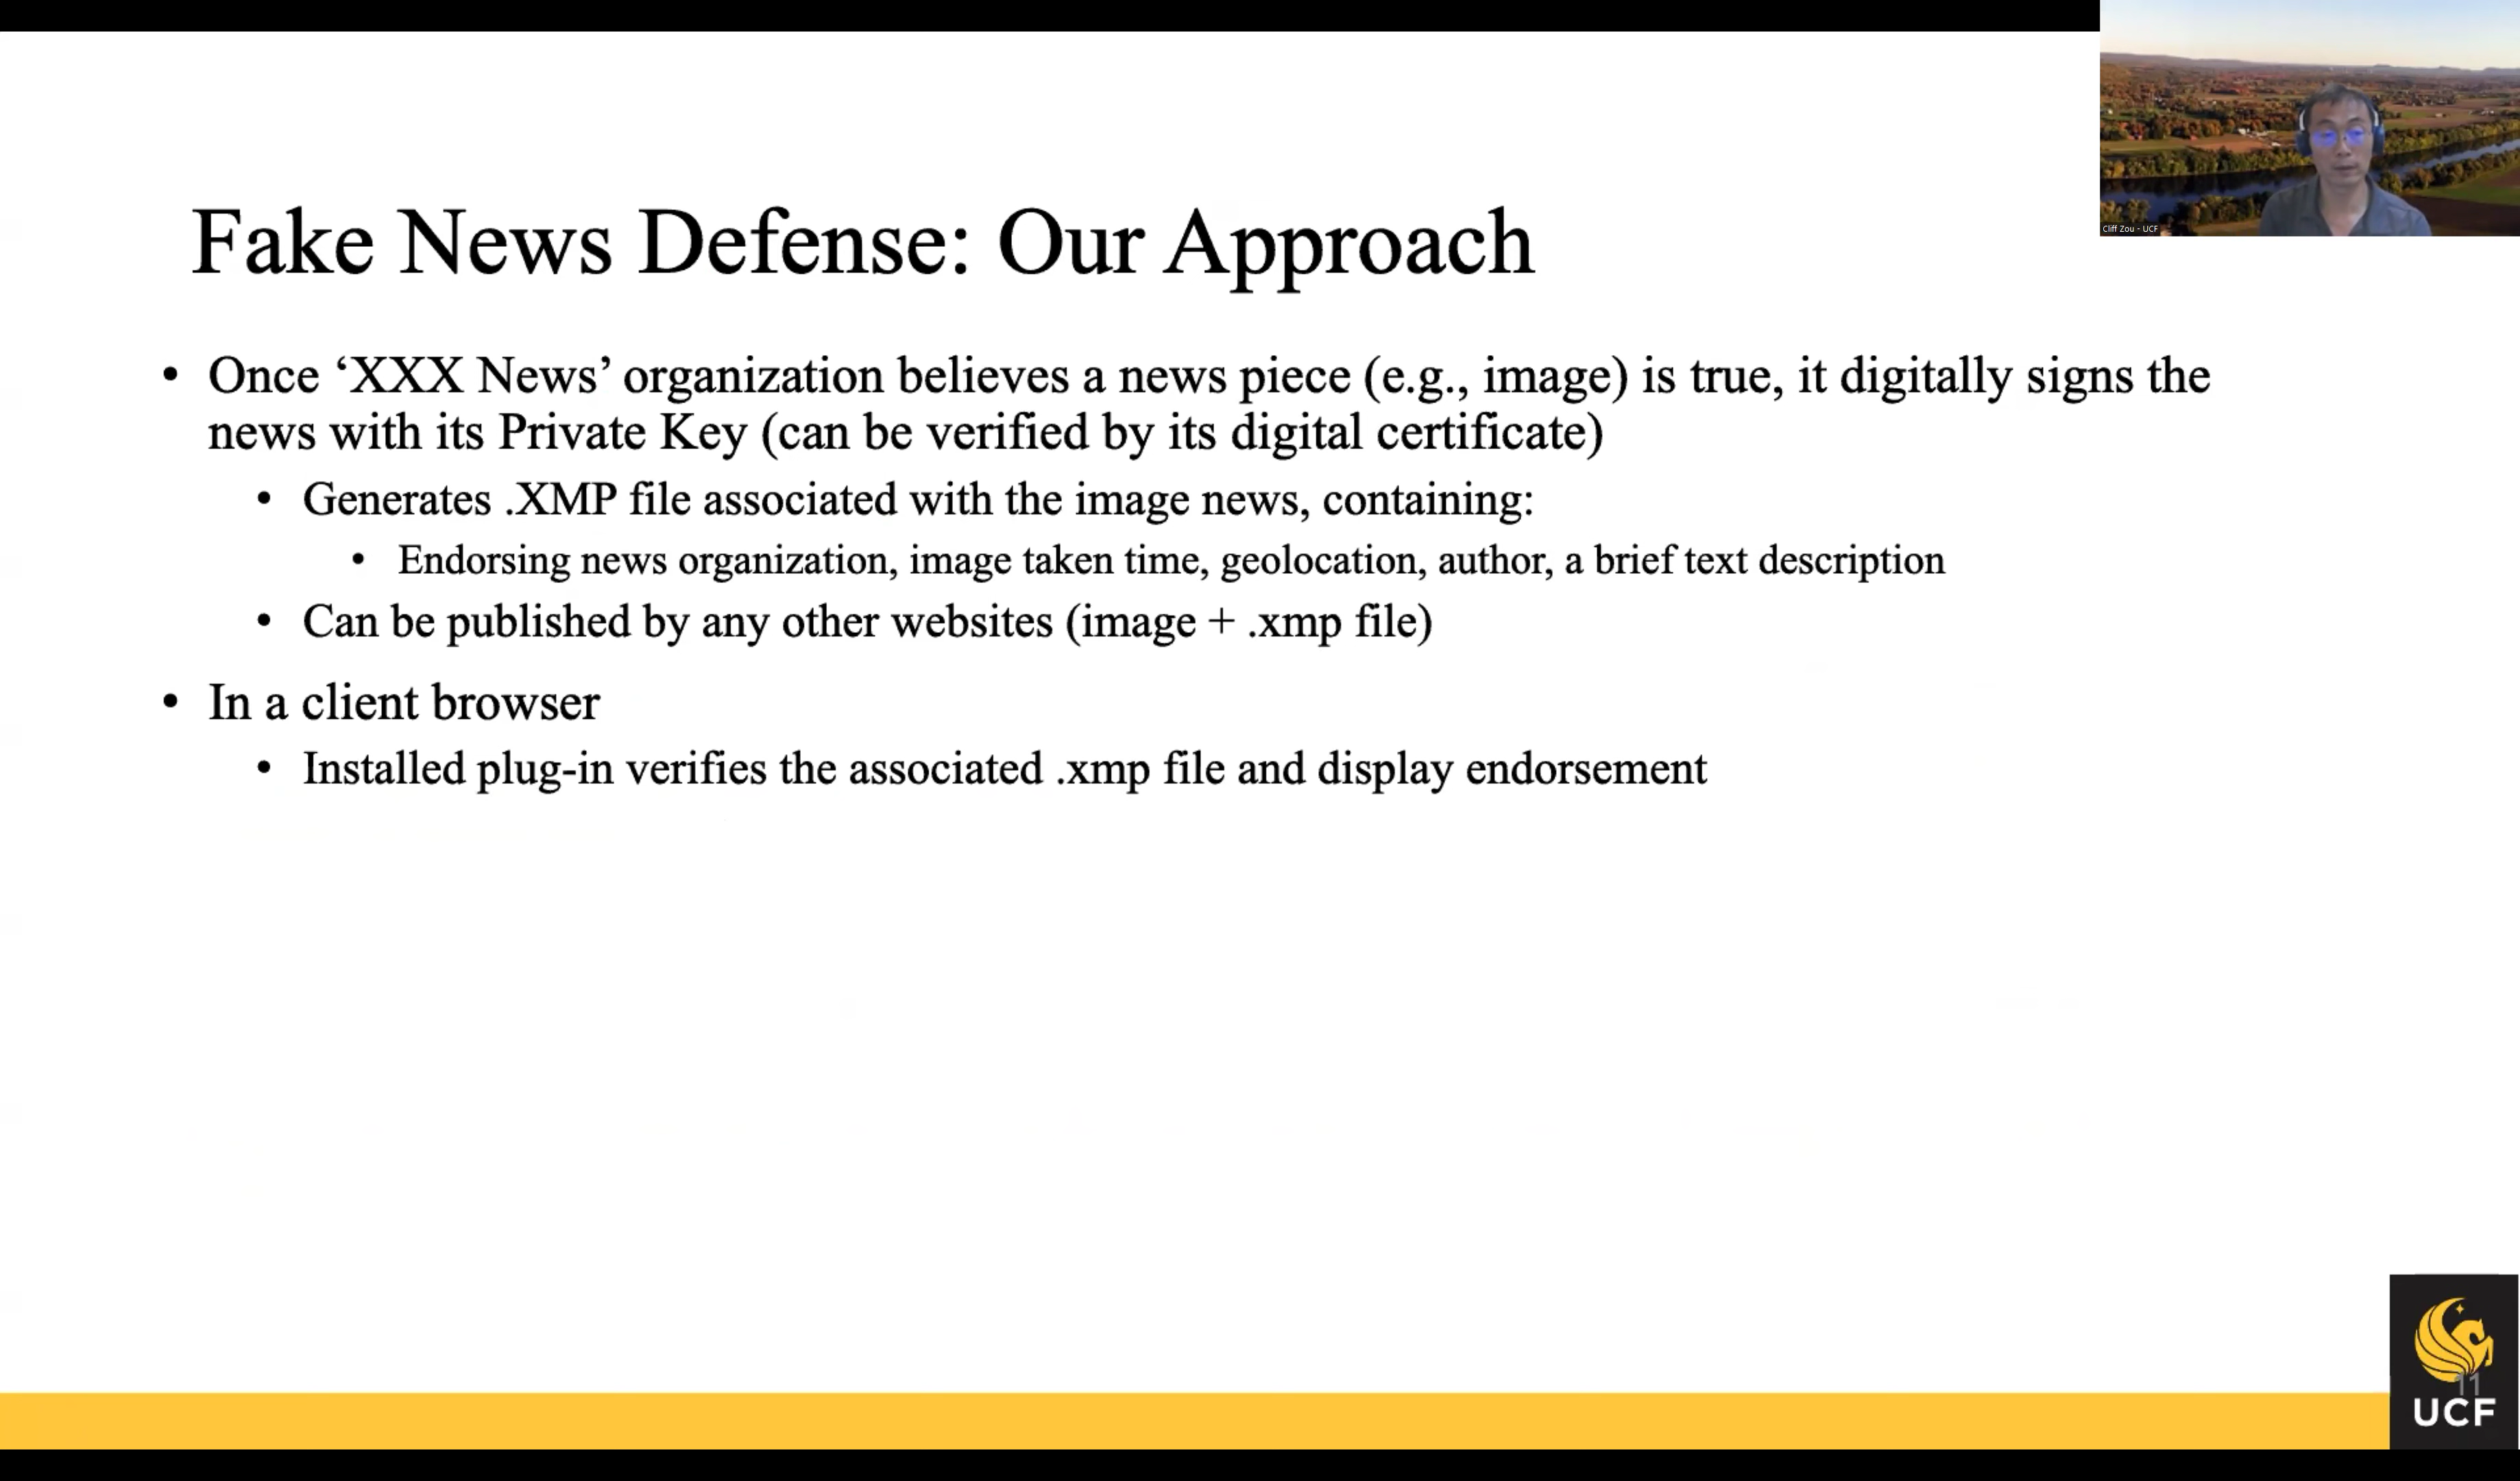 Cliff Zou - UCF
Fake News Defense: Our Approach
• Once ‘XXX News’ organization believes a news piece (e.g., image) is true, it digitally signs the
news with its Private Key (can be verified by its digital certificate)
• Generates .XMP file associated with the image news, containing:
• Endorsing news organization, image taken time, geolocation, author, a brief text description
• Can be published by any other websites (image + .xmp file)
• In a client browser
• Installed plug-in verifies the associated .xmp file and display endorsement
11
UCF